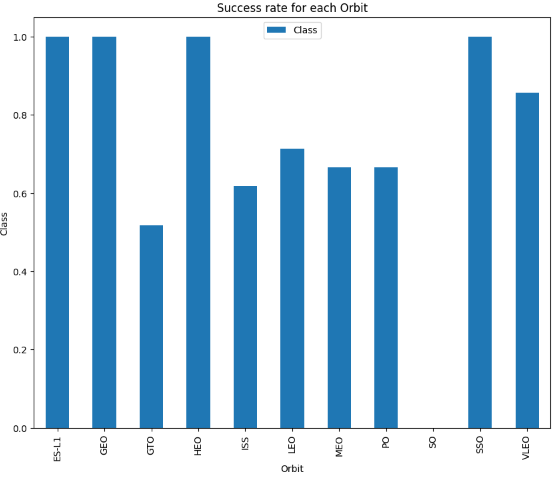 Success rate for each Orbit
Class
1.0
0.8
0.6
0.4
0.2
0.0
Class
ES-L1
GEO
GTO
HEO
ISS
LEO
MEO
PO
SO
SSO
VLEO
Orbit